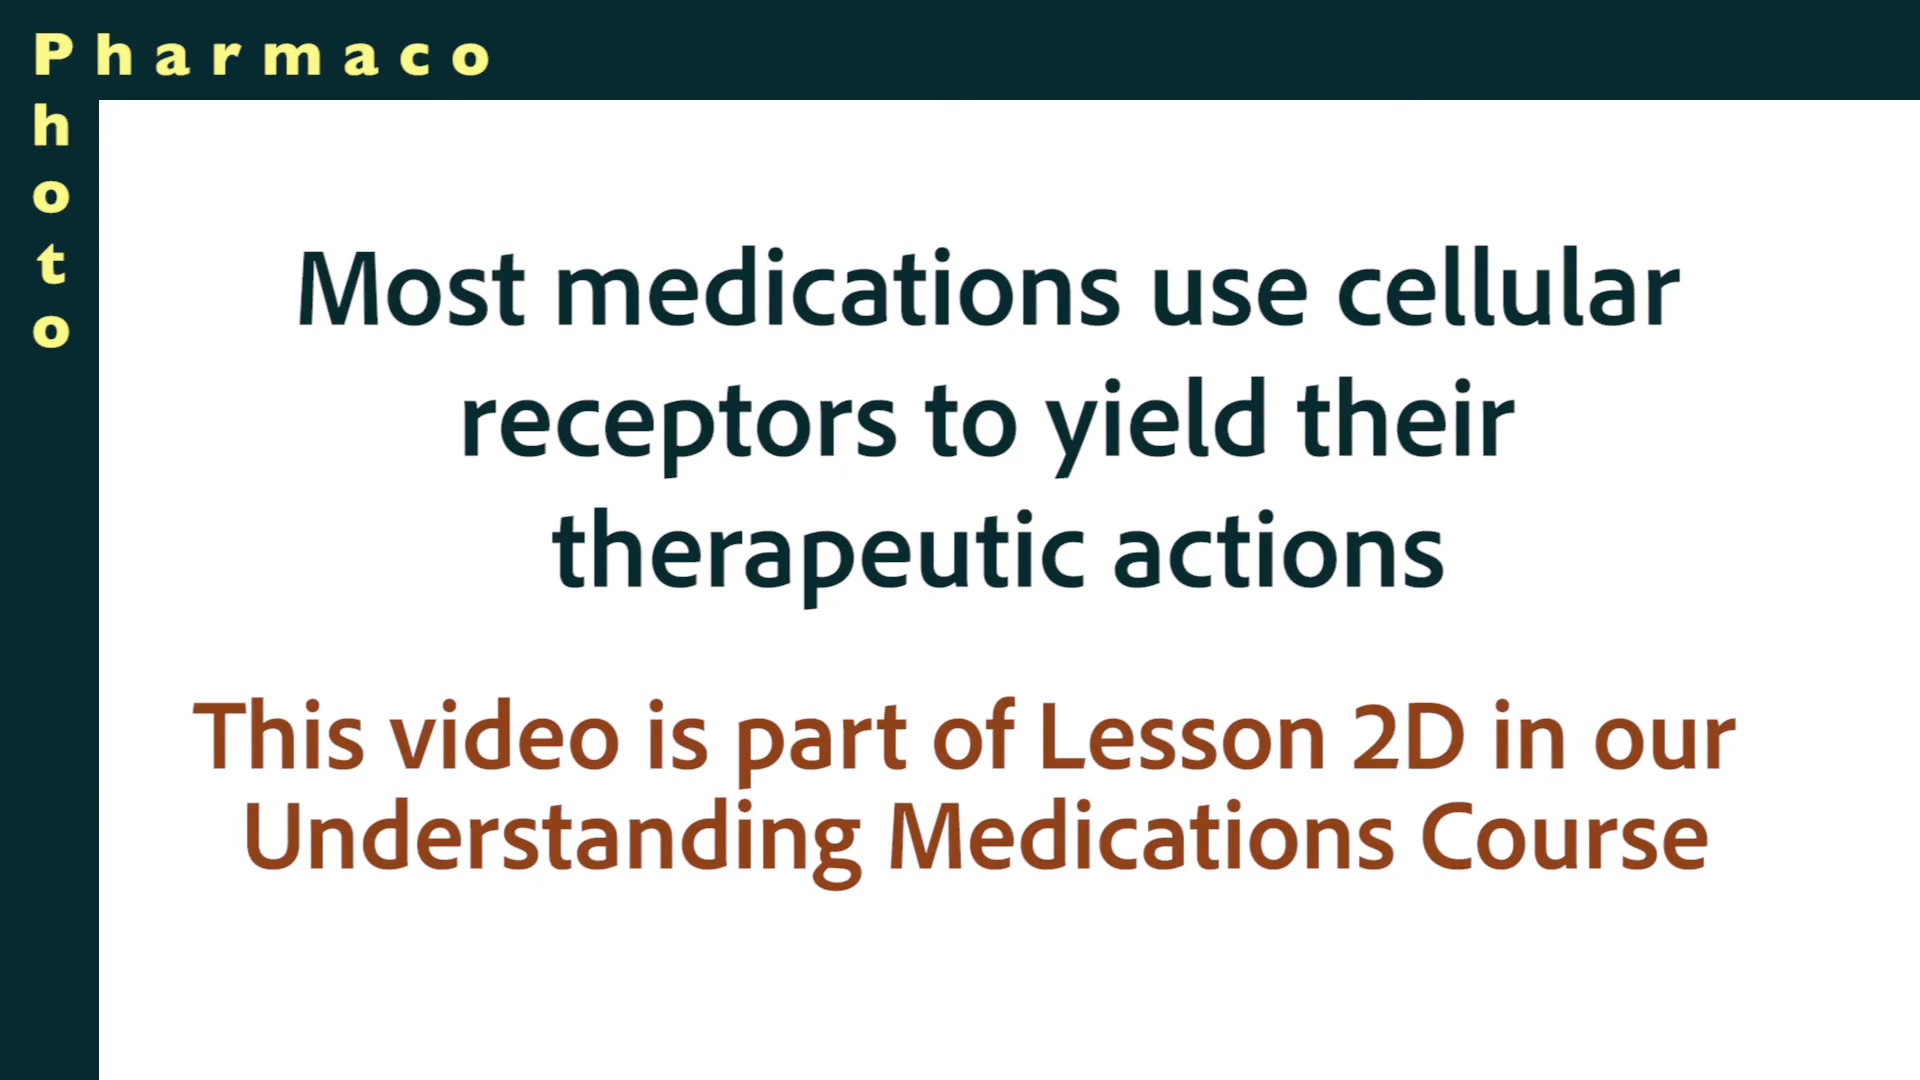 Pharmaco
Photo
Most medications use cellular
receptors to yield their
therapeutic actions
This video is part of Lesson 2D in our
Understanding Medications Course